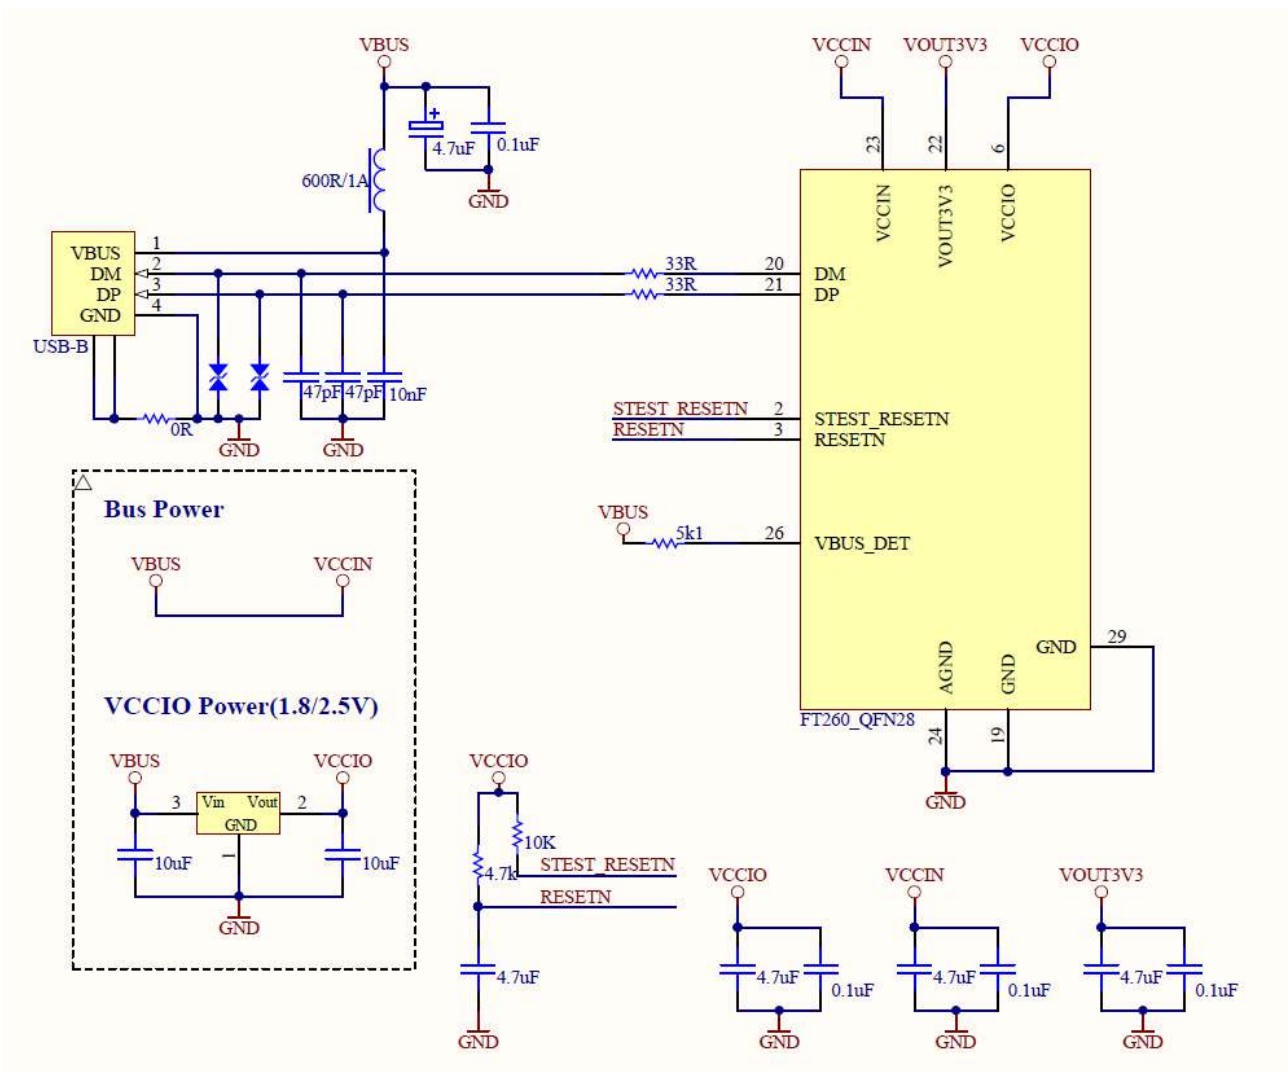 VBUS
VCCIN VOUT3V3 VCCIO
+
4.7uF 0.1uF
23 22 6
600R/1A
GND
VCCIN VOUT3V3 VCCIO
VBUS 1
DM 2 33R 20 DM
DP 3 33R 21 DP
GND 4
USB-B
47pF 47pF 10nF
0R
GND GND
STEST_RESETN 2 STEST_RESETN
RESETN 3 RESETN
Bus Power
VBUS
5k1 26 VBUS_DET
VBUS VCCIN
GND 29
AGND GND
VCCIO Power(1.8/2.5V)
FT260_QFN28
24 19
VBUS VCCIO
VCCIO
GND
3 Vin Vout 2
GND
1
10uF 10uF
10K
4.7k
STEST_RESETN
RESETN
GND
VCCIO VCCIN VOUT3V3
4.7uF
4.7uF 0.1uF 4.7uF 0.1uF 4.7uF 0.1uF
GND GND GND GND